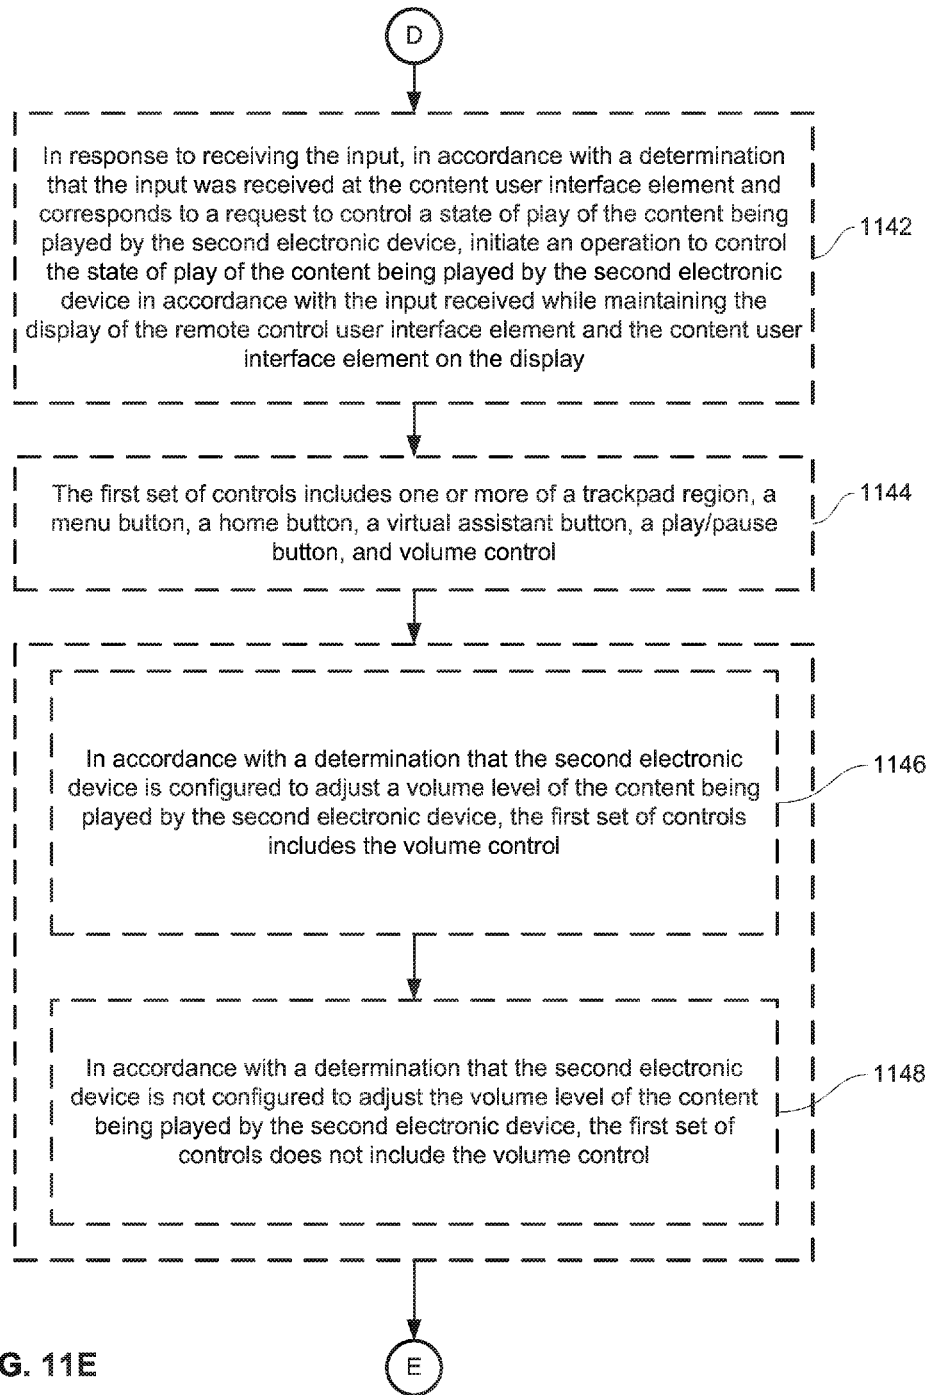 D
In response to receiving the input, in accordance with a determination
that the input was received at the content user interface element and
corresponds to a request to control a state of play of the content being
played by the second electronic device, initiate an operation to control
the state of play of the content being played by the second electronic
device in accordance with the input received while maintaining the
display of the remote control user interface element and the content user
interface element on the display
1142
The first set of controls includes one or more of a trackpad region, a
menu button, a home button, a virtual assistant button, a play/pause
button, and volume control
1144
In accordance with a determination that the second electronic
device is configured to adjust a volume level of the content being
played by the second electronic device, the first set of controls
includes the volume control
1146
In accordance with a determination that the second electronic
device is not configured to adjust the volume level of the content
being played by the second electronic device, the first set of
controls does not include the volume control
1148
E
G. 11E